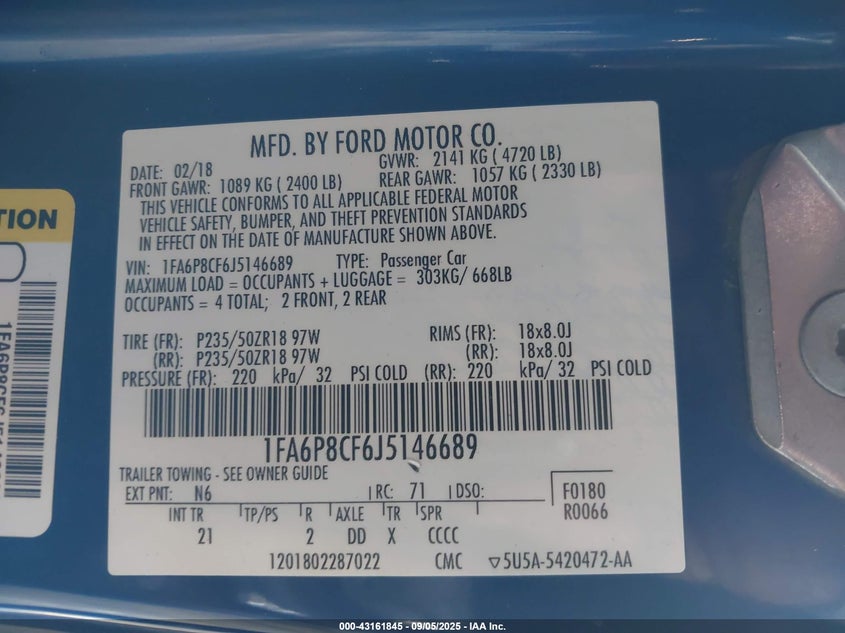 MFD. BY FORD MOTOR CO.
DATE: 02/18 GVWR: 2141 KG ( 4720 LB)
FRONT GAWR: 1089 KG ( 2400 LB) REAR GAWR: 1057 KG ( 2330 LB)
THIS VEHICLE CONFORMS TO ALL APPLICABLE FEDERAL MOTOR
VEHICLE SAFETY, BUMPER, AND THEFT PREVENTION STANDARDS
IN EFFECT ON THE DATE OF MANUFACTURE SHOWN ABOVE.
VIN: 1FA6P8CF6J5146689 TYPE: Passenger Car
MAXIMUM LOAD = OCCUPANTS + LUGGAGE = 303KG/ 668LB
OCCUPANTS = 4 TOTAL; 2 FRONT, 2 REAR
TIRE (FR): P235/50ZR18 97W RIMS (FR): 18x8.0J
(RR): P235/50ZR18 97W (RR): 18x8.0J
PRESSURE (FR): 220 kPa/ 32 PSI COLD (RR): 220 kPa/ 32 PSI COLD
1FA6P8CF6J5146689
TRAILER TOWING - SEE OWNER GUIDE
EXT PNT: N6 RC: 71 DSO: F0180
INT TR TP/PS R AXLE TR SPR R0066
21 2 DD X CCCC
1201802287022 CMC ▽5U5A-5420472-AA
TION
000-43161845 (09/05/2025 - IAA Inc.